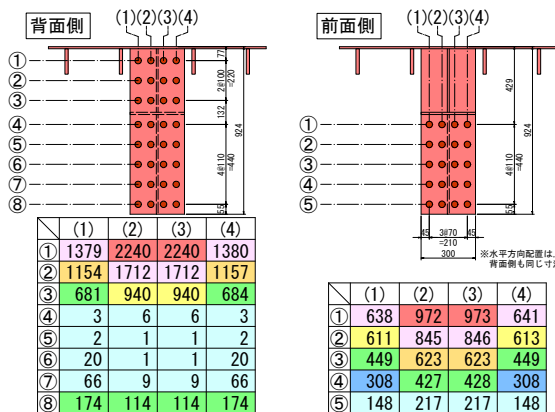 背面側
(1)(2) (3)(4)
①
②
③
④
⑤
⑥
⑦
⑧
77
2@100
=220
132
4@110
=440
55
924
(1) (2) (3) (4)
① 1379 2240 2240 1380
② 1154 1712 1712 1157
③ 681 940 940 684
④ 3 6 6 3
⑤ 2 1 1 2
⑥ 20 1 1 20
⑦ 66 9 9 66
⑧ 174 114 114 174
前面側
(1)(2)(3)(4)
①
②
③
④
⑤
429
4@110
=440
55
924
45 3@70 45
=210
300
※水平方向配置は、
背面側も同じ寸
(1) (2) (3) (4)
① 638 972 973 641
② 611 845 846 613
③ 449 623 623 449
④ 308 427 428 308
⑤ 148 217 217 148